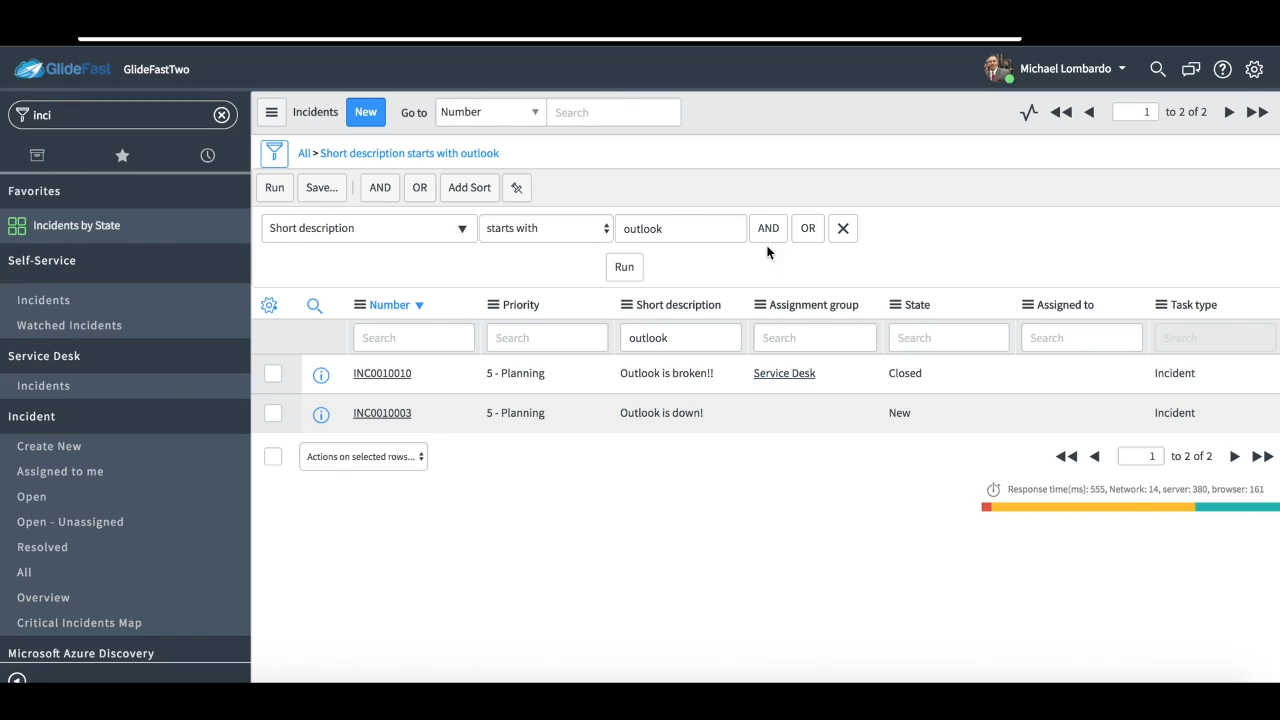 GlideFast GlideFastTwo Michael Lombardo
inci
Incidents New Go to Number Search 1 to 2 of 2
All > Short description starts with outlook
Run Save... AND OR Add Sort
Short description starts with outlook AND OR
Run
Favorites
Incidents by State
Self-Service
Incidents
Watched Incidents
Service Desk
Incidents
Incident
Create New
Assigned to me
Open
Open - Unassigned
Resolved
All
Overview
Critical Incidents Map
Microsoft Azure Discovery
Number Priority Short description Assignment group State Assigned to Task type
Search Search outlook Search Search Search Search
INC0010010 5 - Planning Outlook is broken!! Service Desk Closed Incident
INC0010003 5 - Planning Outlook is down! New Incident
Actions on selected rows... 1 to 2 of 2
Response time(ms): 555, Network: 14, server: 380, browser: 161